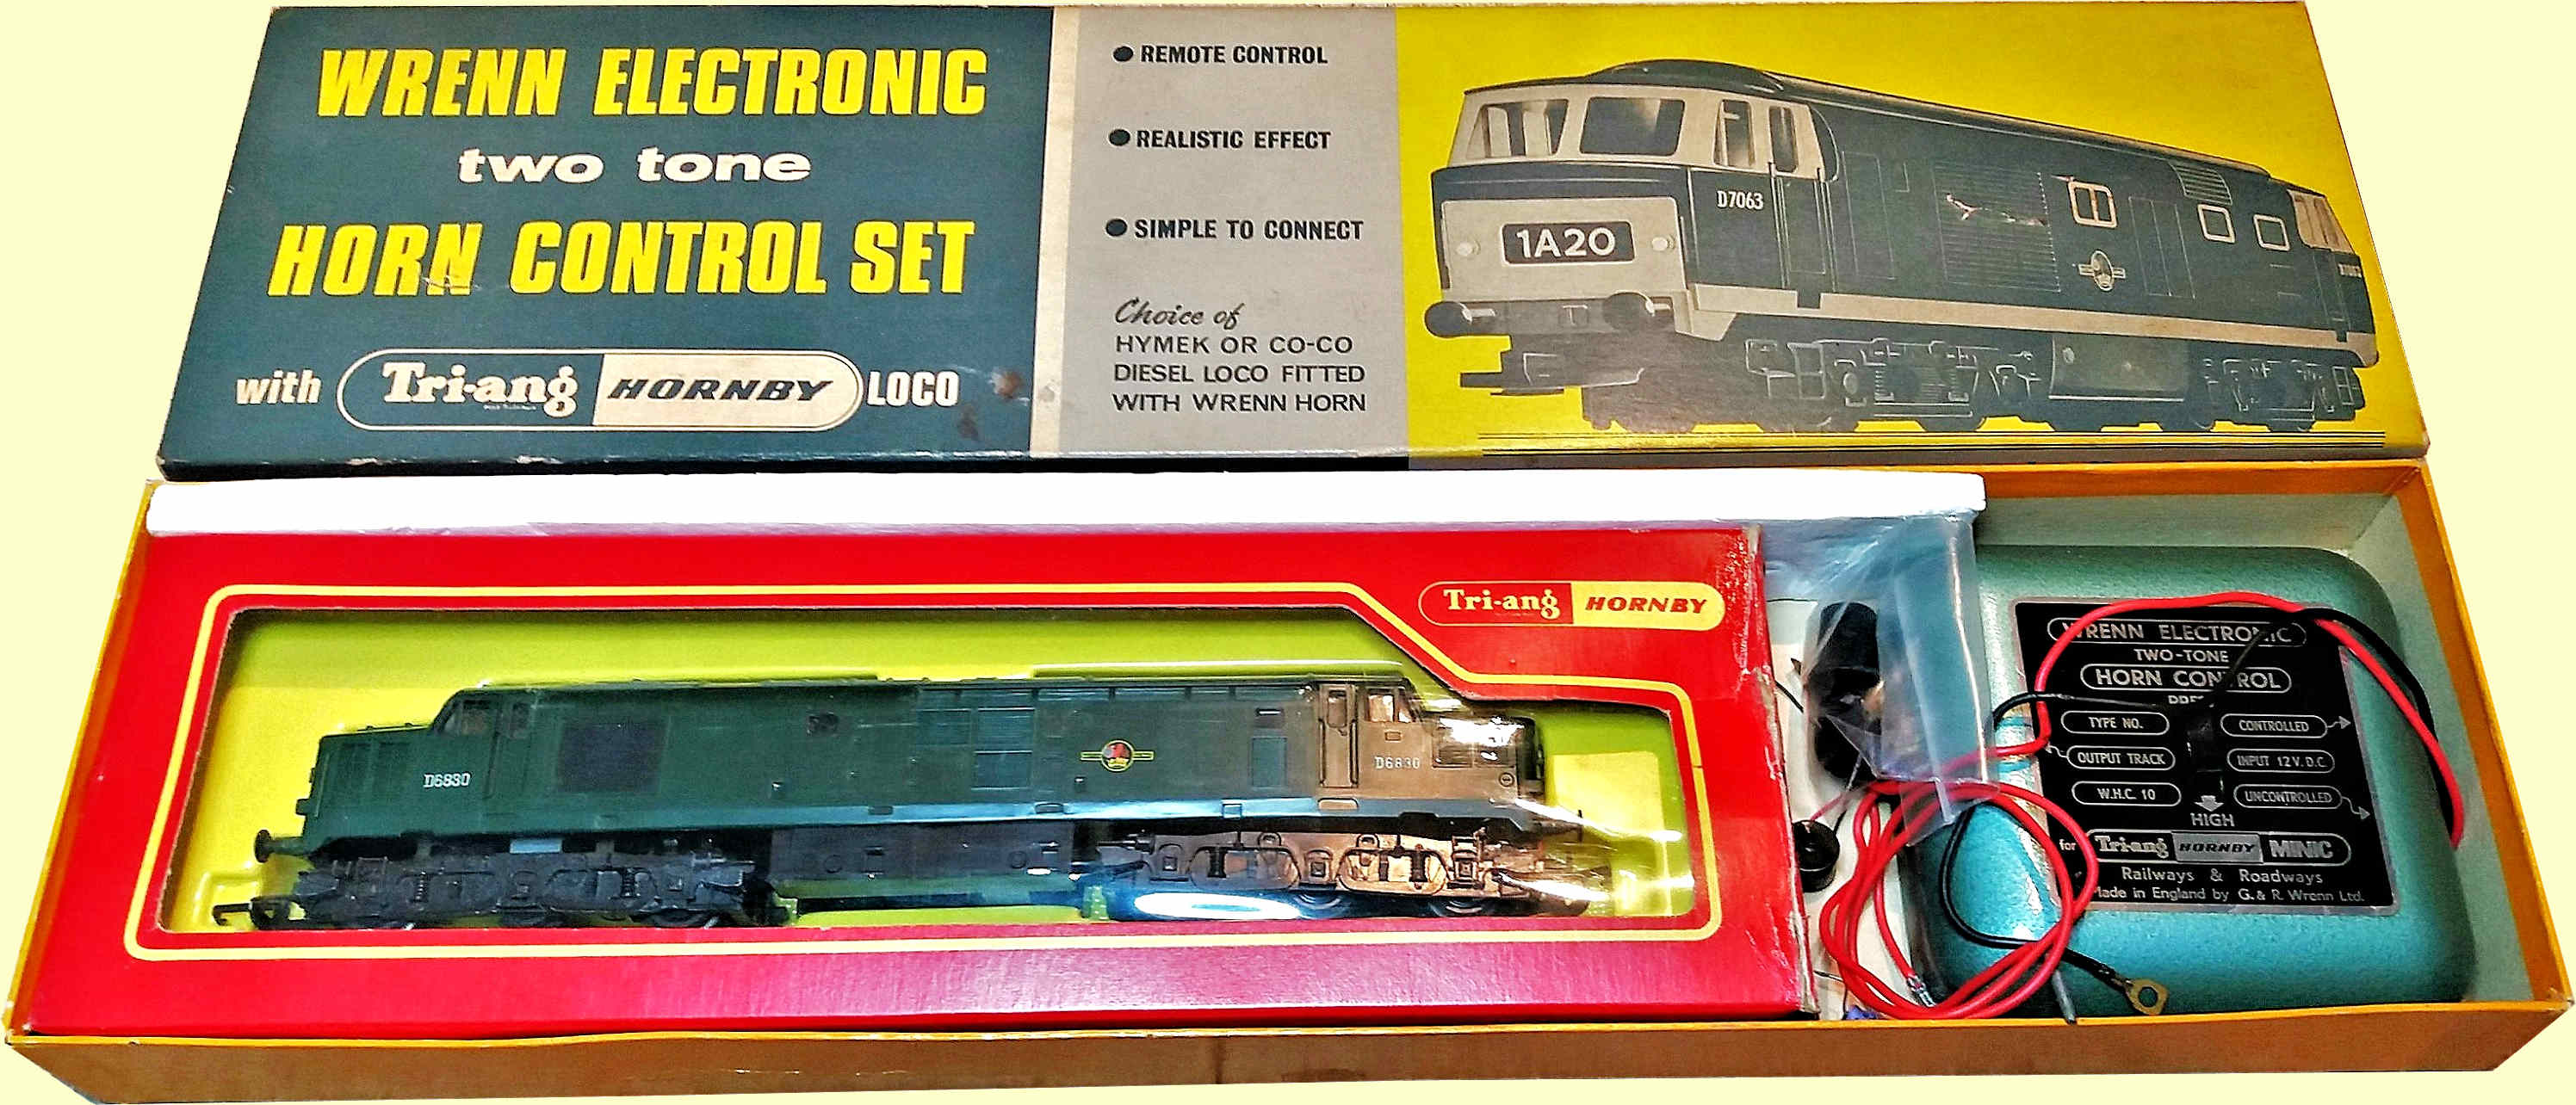 WRENN ELECTRONIC
two tone
HORN CONTROL SET
with Tri-ang HORNBY LOCO
REMOTE CONTROL
REALISTIC EFFECT
SIMPLE TO CONNECT
Choice of
HYMEK OR CO-CO
DIESEL LOCO FITTED
WITH WRENN HORN
D7063
1A20
Tri-ang HORNBY
D6830
D6830
WRENN ELECTRONIC
TWO-TONE
HORN CONTROL
TYPE NO.
CONTROLLED
OUTPUT TRACK
INPUT 12V.D.C.
W.H.C. 10
UNCONTROLLED
HIGH
for Tri-ang HORNBY MINIC
Railways & Roadways
Made in England by G.& R. Wrenn Ltd.